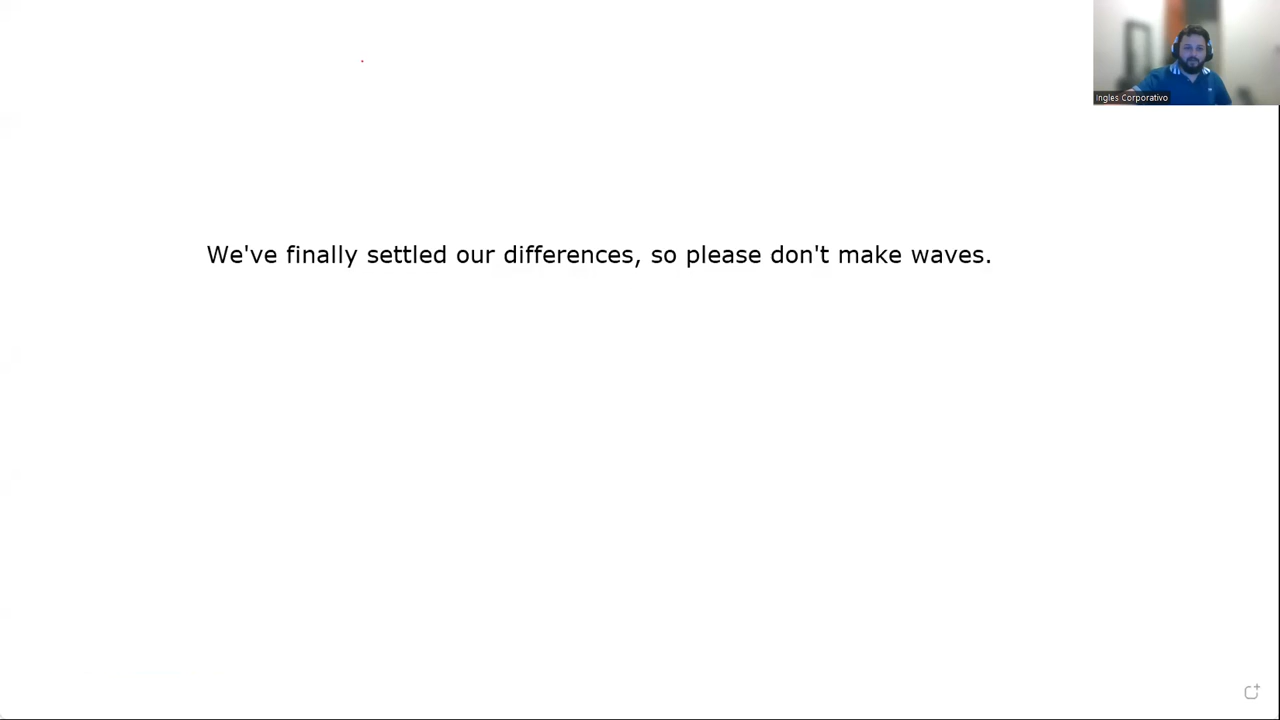 Ingles Corporativo
We've finally settled our differences, so please don't make waves.